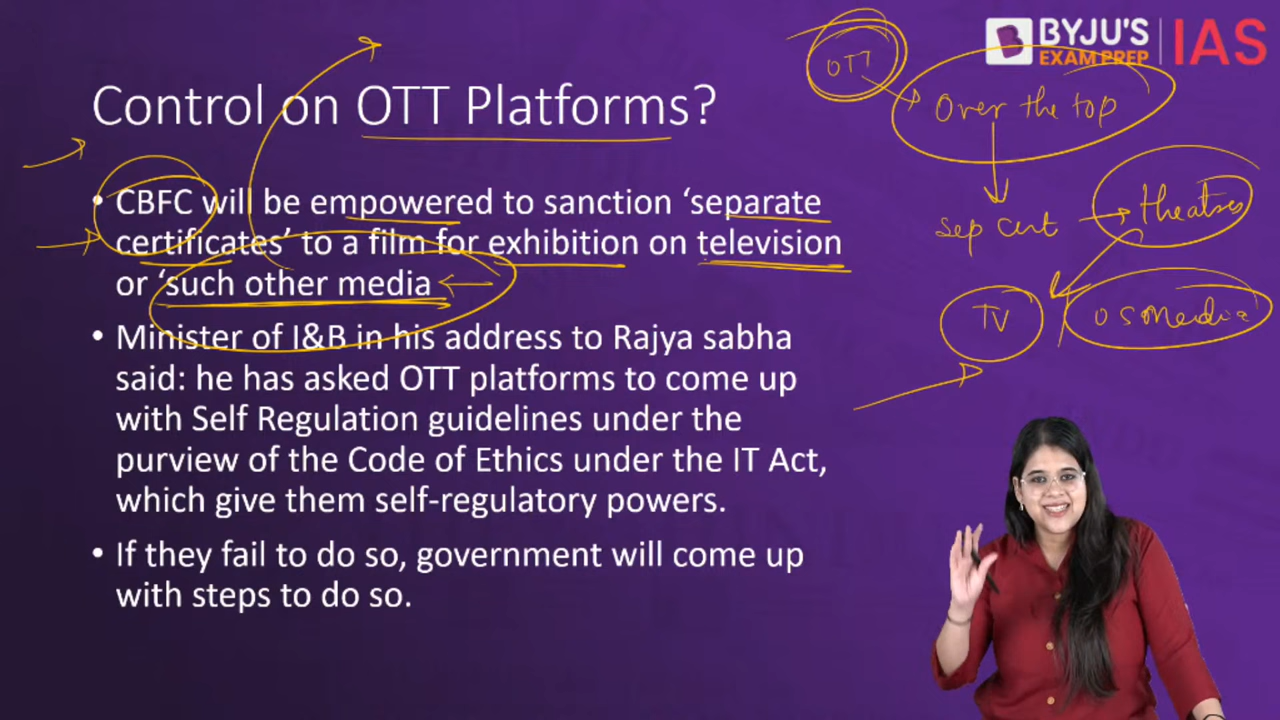 BYJU'S
EXAM PREP
IAS
OTT
Over the top
Control on OTT Platforms?
• CBFC will be empowered to sanction ‘separate
certificates’ to a film for exhibition on television
or ‘such other media
sep cert
theatres
TV
• Minister of I&B in his address to Rajya sabha
said: he has asked OTT platforms to come up
with Self Regulation guidelines under the
purview of the Code of Ethics under the IT Act,
which give them self-regulatory powers.
• If they fail to do so, government will come up
with steps to do so.